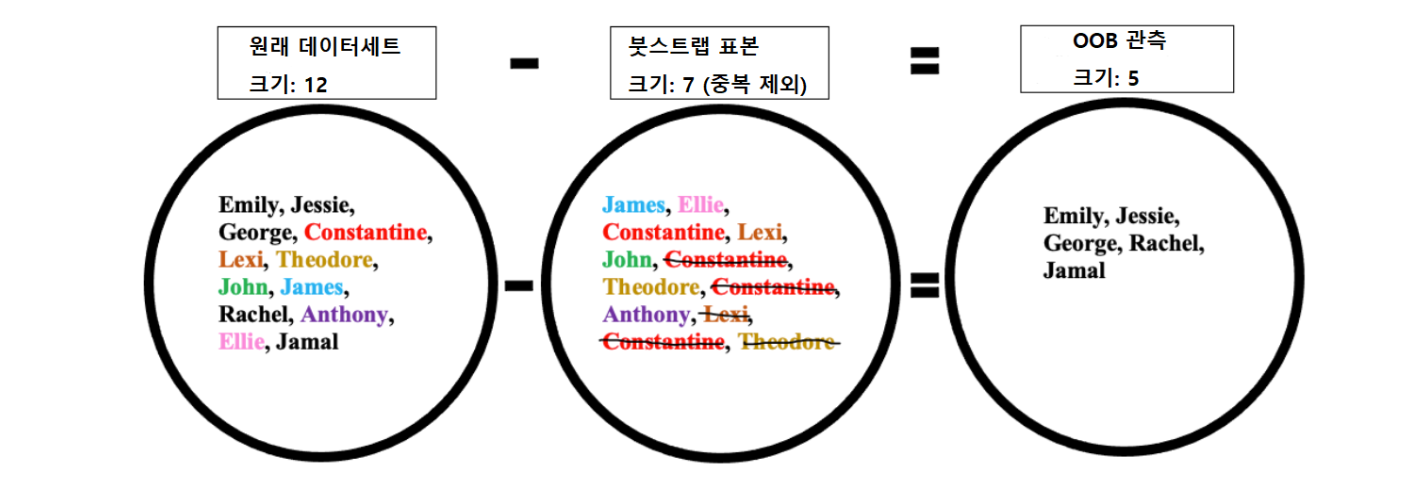 원래 데이터세트
크기: 12
-
붓스트랩 표본
크기: 7 (중복 제외)
=
OOB 관측
크기: 5
Emily, Jessie,
George, Constantine,
Lexi, Theodore,
John, James,
Rachel, Anthony,
Ellie, Jamal
-
James, Ellie,
Constantine, Lexi,
John, Constantine,
Theodore, Constantine,
Anthony, Lexi,
Constantine, Theodore
=
Emily, Jessie,
George, Rachel,
Jamal